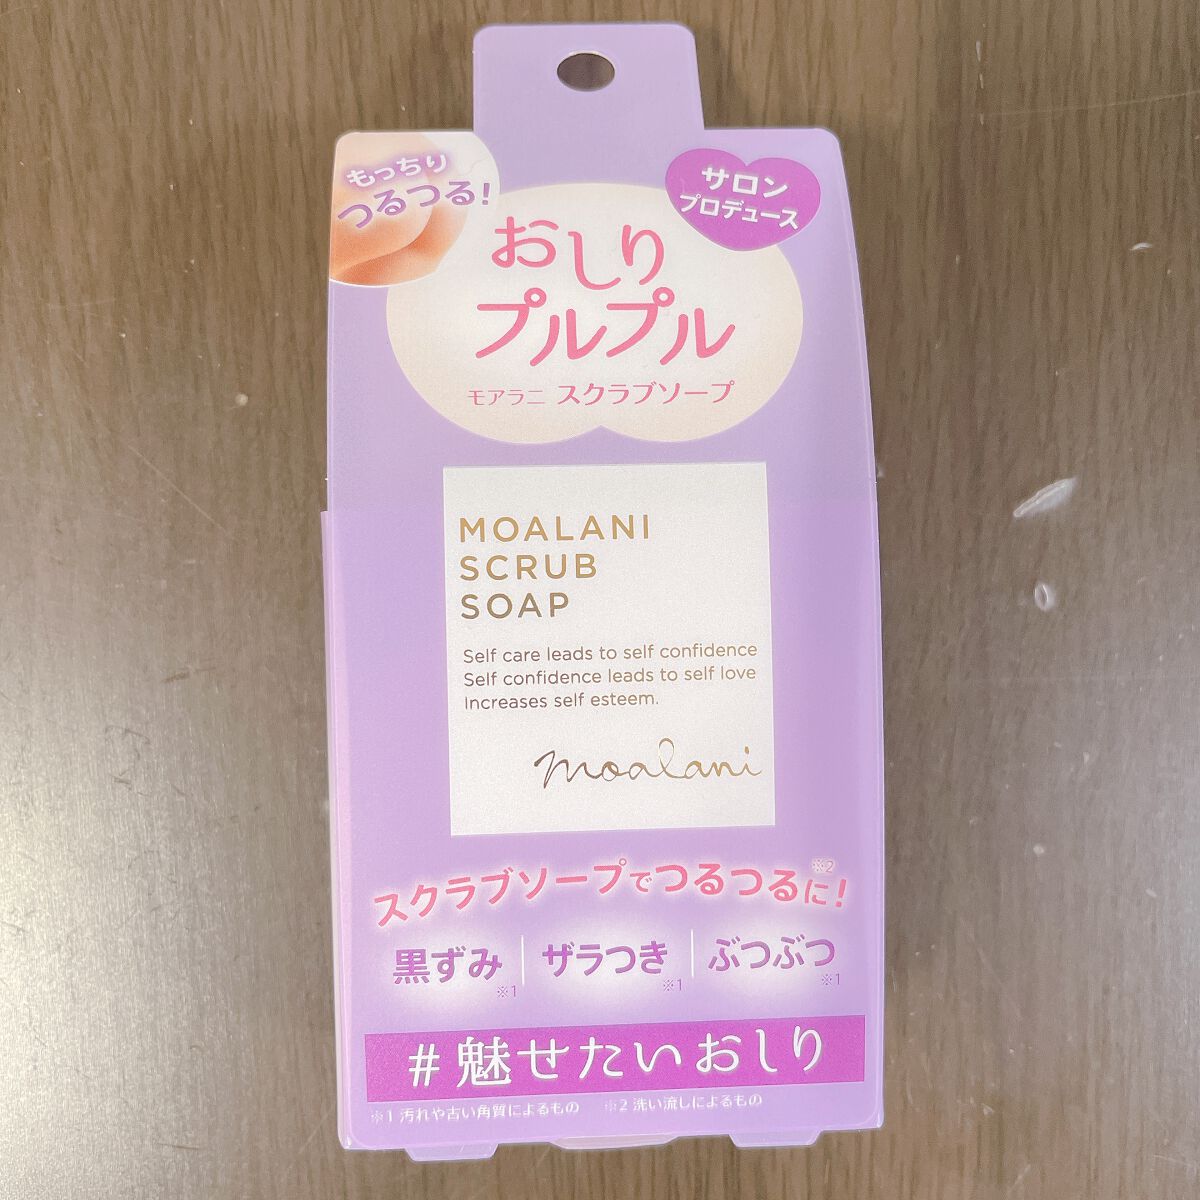 もっちり
つるつる!
サロン
プロデュース
おしり
プルプル
モアラニ スクラブソープ
MOALANI
SCRUB
SOAP
Self care leads to self confidence
Self confidence leads to self love
Increases self esteem.
moalani
スクラブソープでつるつるに!※2
黒ずみ※1 ザラつき※1 ぶつぶつ※1
#魅せたいおしり
※1 汚れや古い角質によるもの ※2 洗い流しによるもの